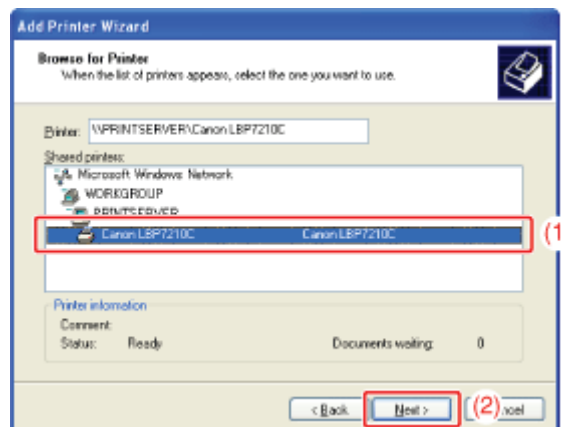 Add Printer Wizard
Browse for Printer
When the list of printers appears, select the one you want to use.
Printer: \\PRINTSERVER\Canon LBP7210C
Shared printers:
Microsoft Windows Network
WORKGROUP
PRINTSERVER
Canon LBP7210C Canon LBP7210C
(1
Printer information
Comment:
Status: Ready Documents waiting: 0
< Back Next > (2) ncel